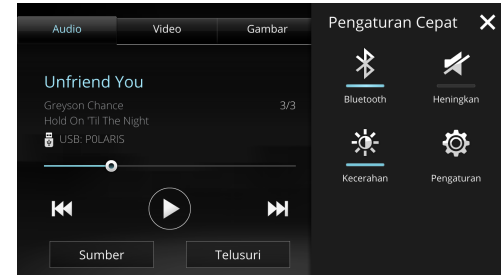 Audio
Video
Gambar
Unfriend You
Greyson Chance
3/3
Hold On 'Til The Night
USB: POLARIS
Sumber
Telusuri
Pengaturan Cepat
Bluetooth
Heningkan
Kecerahan
Pengaturan